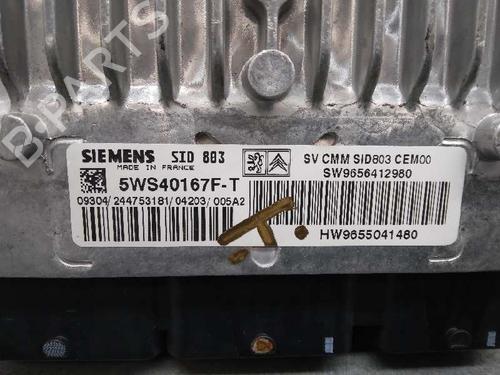 B-PARTS
SIEMENS SID 803
MADE IN FRANCE
5WS40167F-T
09304/244753181/04203/005A2
SV CMM SID803 CEM00
SW9656412980
HW9655041480
T.